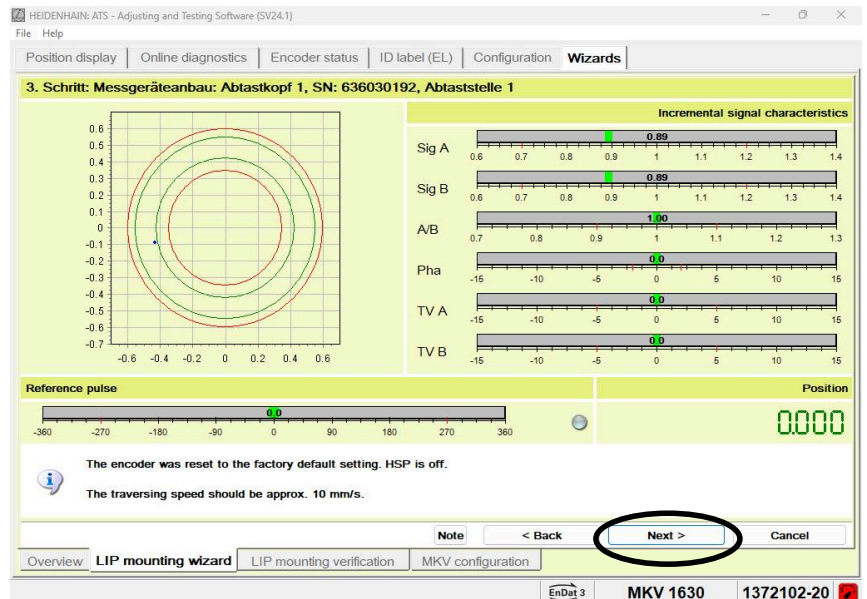 HEIDENHAIN: ATS - Adjusting and Testing Software (SV24.1)
File Help
Position display Online diagnostics Encoder status ID label (EL) Configuration Wizards
3. Schritt: Messgeräteanbau: Abtastkopf 1, SN: 636030192, Abtaststelle 1
0.6
0.5
0.4
0.3
0.2
0.1
0
-0.1
-0.2
-0.3
-0.4
-0.5
-0.6
-0.7
-0.6 -0.4 -0.2 0 0.2 0.4 0.6
Incremental signal characteristics
Sig A 0.89
0.6 0.7 0.8 0.9 1 1.1 1.2 1.3 1.4
Sig B 0.89
0.6 0.7 0.8 0.9 1 1.1 1.2 1.3 1.4
A/B 1.00
0.7 0.8 0.9 1 1.1 1.2 1.3
Pha 0.0
-15 -10 -5 0 5 10 15
TV A 0.0
-15 -10 -5 0 5 10 15
TV B 0.0
-15 -10 -5 0 5 10 15
Reference pulse
0.0
-360 -270 -180 -90 0 90 180 270 360
Position
0.000
The encoder was reset to the factory default setting. HSP is off.
The traversing speed should be approx. 10 mm/s.
Note < Back Next > Cancel
Overview LIP mounting wizard LIP mounting verification MKV configuration
EnDat 3 MKV 1630 1372102-20